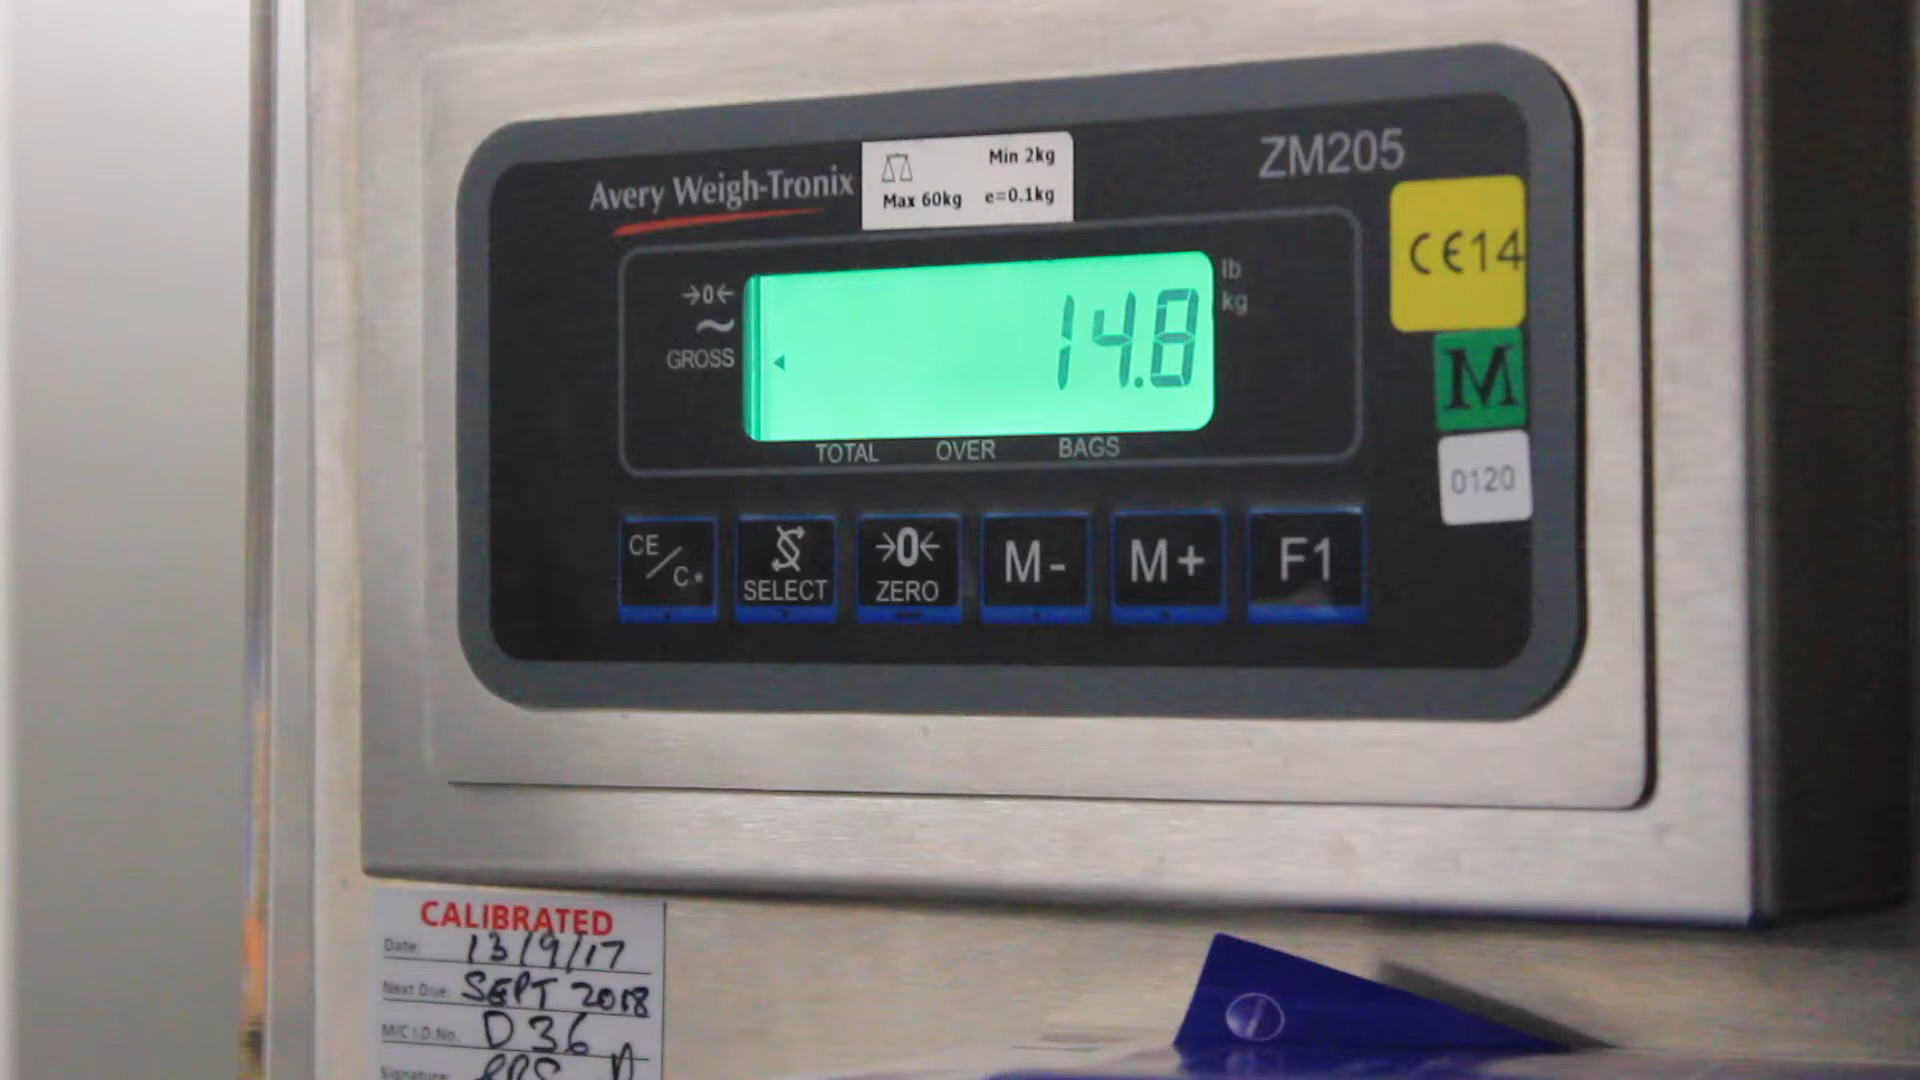 Avery Weigh-Tronix
Min 2kg
Max 60kg e=0.1kg
ZM205
CE14
M
0120
→0←
~
GROSS
14.8
lb
kg
TOTAL OVER BAGS
CE/C*
SELECT
→0←
ZERO
M-
M+
F1
CALIBRATED
Date: 13/9/17
Next Due: SEPT 2018
M/C I.D.No. D36
Signature: